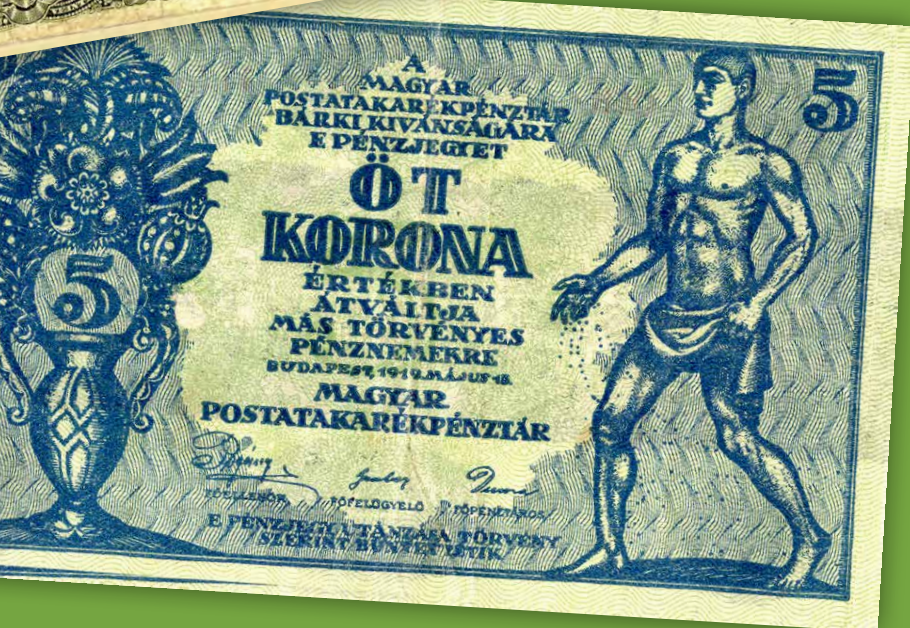 A
MAGYAR
POSTATAKARÉKPÉNZTÁR
BÁRKI KIVÁNSÁGÁRA
E PÉNZJEGYET
ÖT
KORONA
ÉRTÉKBEN
ÁTVÁLTJA
MÁS TÖRVÉNYES
PÉNZNEMEKRE
BUDAPEST, 1919. MÁJUS 15.
MAGYAR
POSTATAKARÉKPÉNZTÁR
FŐELLENŐR FŐFELÜGYELŐ FŐPÉNZTÁROS
E PÉNZJEGY UTÁNZÁSA TÖRVÉNY
SZERINT BÜNTETTETIK
5
5